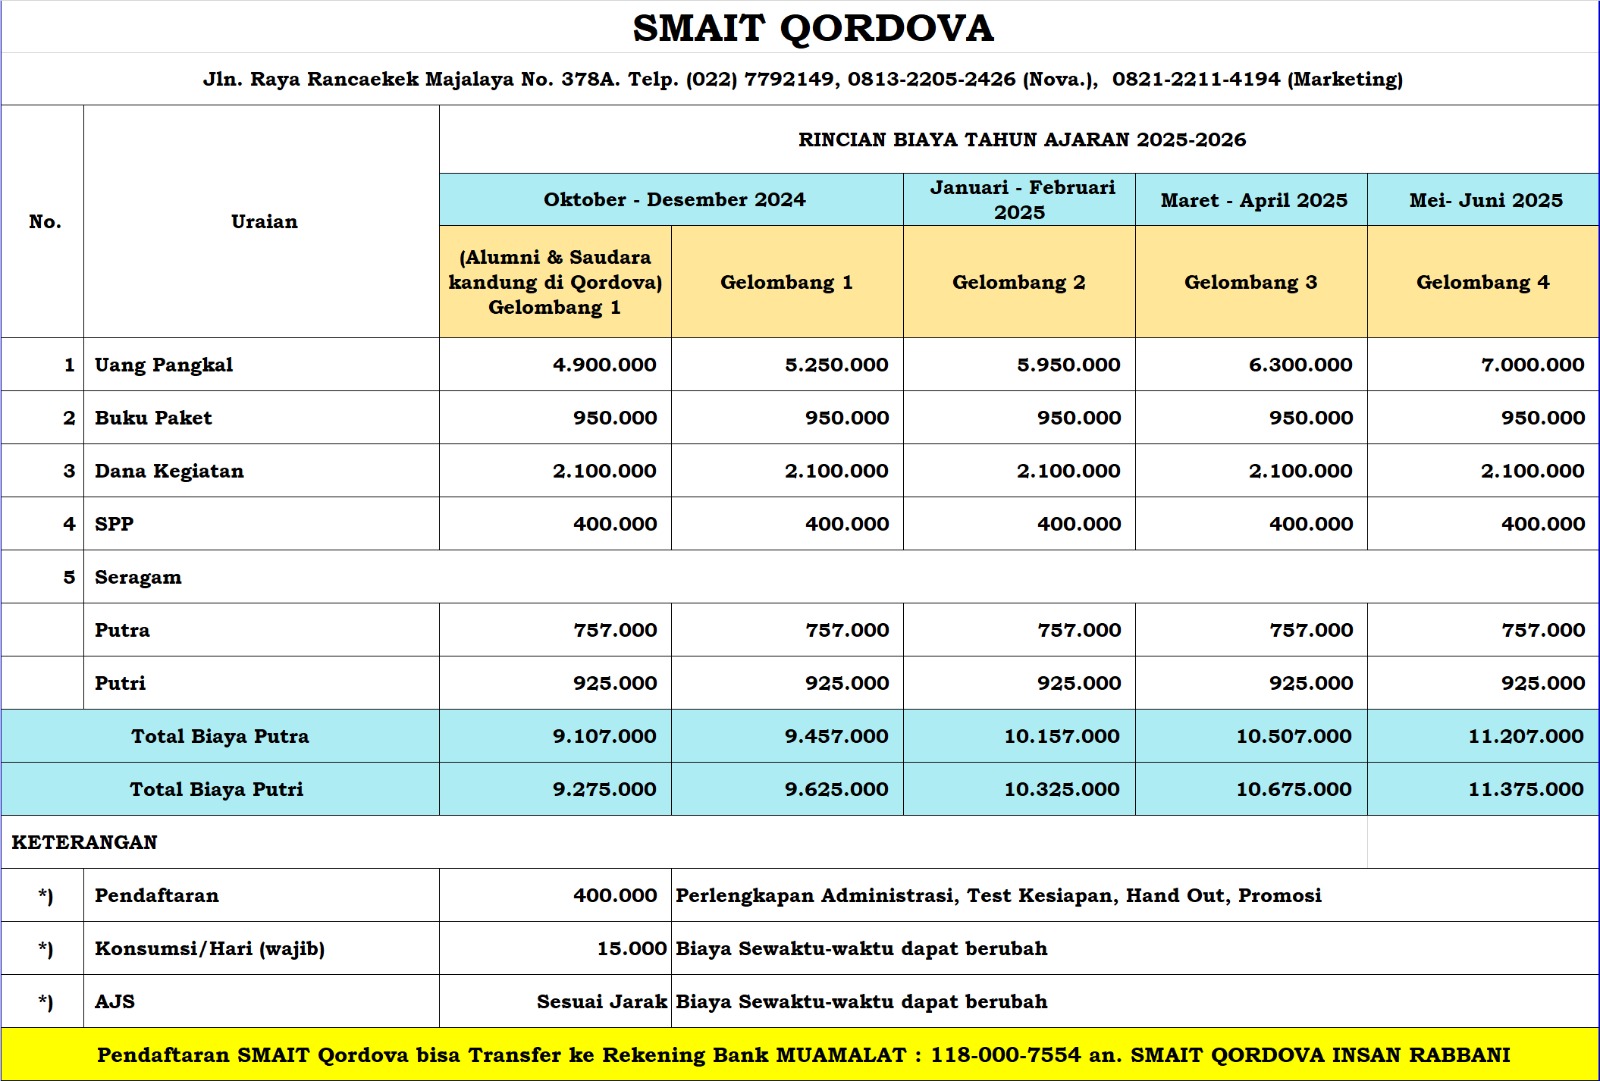 SMAIT QORDOVA
Jln. Raya Rancaekek Majalaya No. 378A. Telp. (022) 7792149, 0813-2205-2426 (Nova.), 0821-2211-4194 (Marketing)
No. Uraian RINCIAN BIAYA TAHUN AJARAN 2025-2026
Oktober - Desember 2024 Januari - Februari 2025 Maret - April 2025 Mei- Juni 2025
(Alumni & Saudara kandung di Qordova) Gelombang 1 Gelombang 1 Gelombang 2 Gelombang 3 Gelombang 4
1 Uang Pangkal 4.900.000 5.250.000 5.950.000 6.300.000 7.000.000
2 Buku Paket 950.000 950.000 950.000 950.000 950.000
3 Dana Kegiatan 2.100.000 2.100.000 2.100.000 2.100.000 2.100.000
4 SPP 400.000 400.000 400.000 400.000 400.000
5 Seragam
Putra 757.000 757.000 757.000 757.000 757.000
Putri 925.000 925.000 925.000 925.000 925.000
Total Biaya Putra 9.107.000 9.457.000 10.157.000 10.507.000 11.207.000
Total Biaya Putri 9.275.000 9.625.000 10.325.000 10.675.000 11.375.000
KETERANGAN
*) Pendaftaran 400.000 Perlengkapan Administrasi, Test Kesiapan, Hand Out, Promosi
*) Konsumsi/Hari (wajib) 15.000 Biaya Sewaktu-waktu dapat berubah
*) AJS Sesuai Jarak Biaya Sewaktu-waktu dapat berubah
Pendaftaran SMAIT Qordova bisa Transfer ke Rekening Bank MUAMALAT : 118-000-7554 an. SMAIT QORDOVA INSAN RABBANI